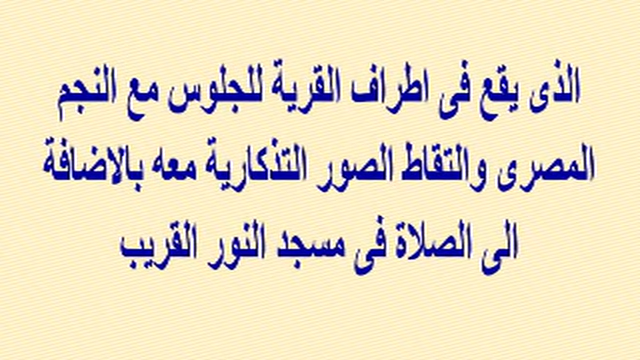 الذى يقع فى اطراف القرية للجلوس مع النجم
المصرى والتقاط الصور التذكارية معه بالاضافة
الى الصلاة فى مسجد النور القريب